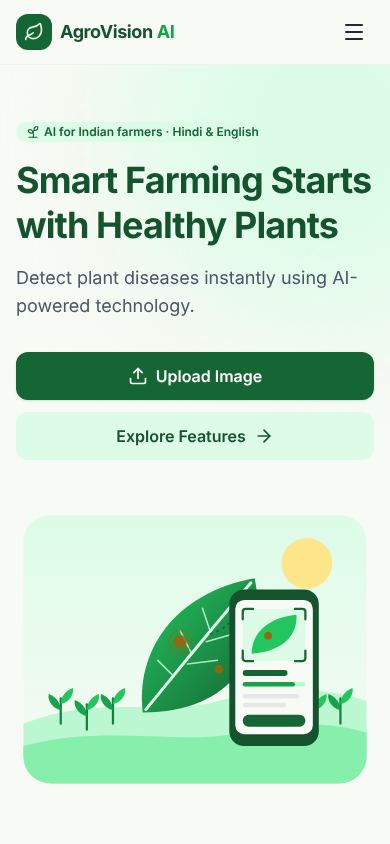 AgroVision AI
AI for Indian farmers · Hindi & English
Smart Farming Starts
with Healthy Plants
Detect plant diseases instantly using AI-
powered technology.
Upload Image
Explore Features